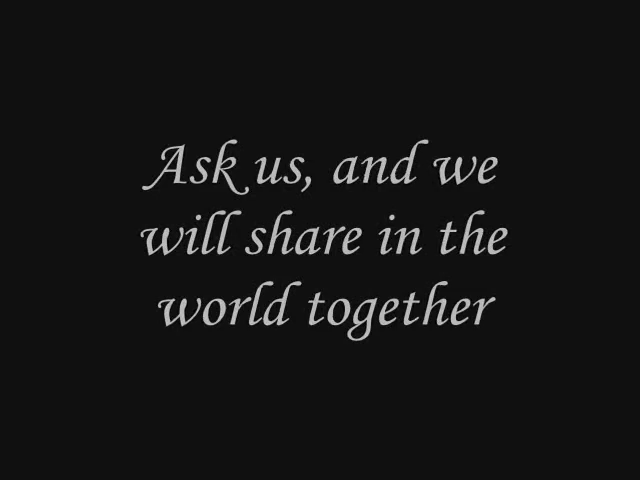 Ask us, and we
will share in the
world together